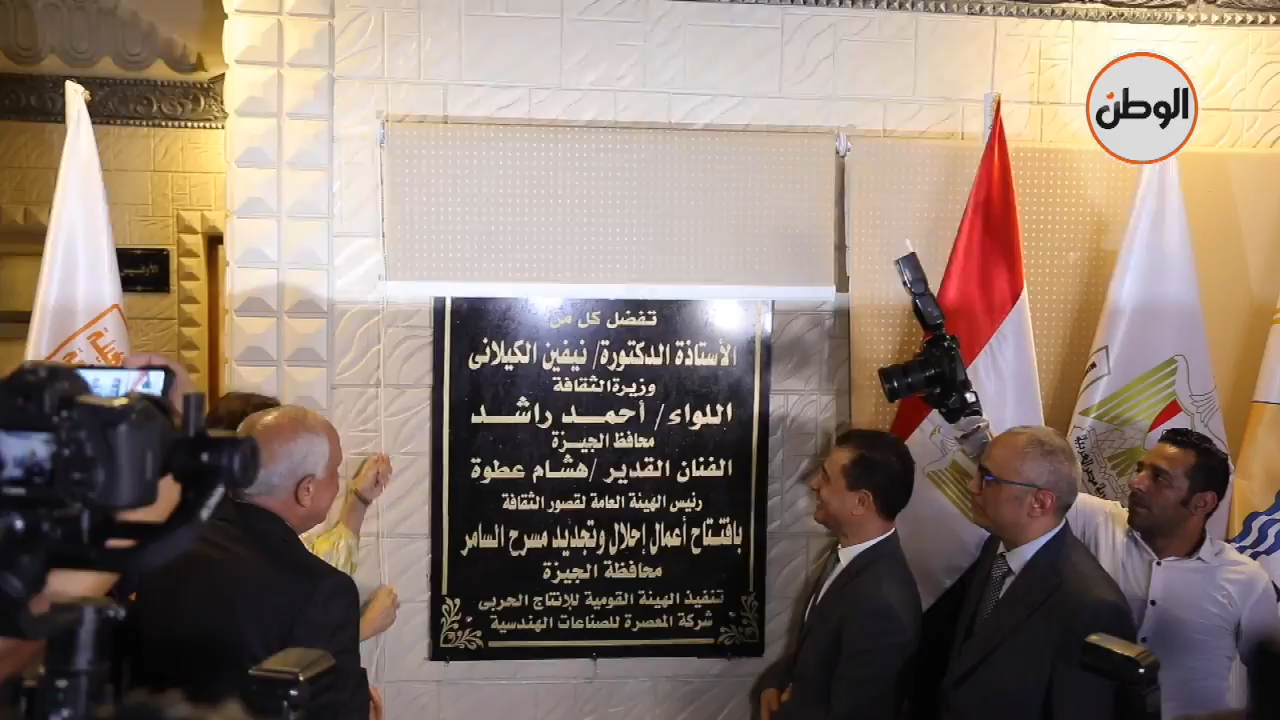 الوطن
الأوفيس
تفضل كل من
الأستاذة الدكتورة/ نيفين الكيلانى
وزيرة الثقافة
اللواء/ أحمد راشد
محافظ الجيزة
الفنان القدير/هشام عطوة
رئيس الهيئة العامة لقصور الثقافة
بافتتاح أعمال إحلال وتجديد مسرح السامر
محافظة الجيزة
تنفيذ الهيئة القومية للإنتاج الحربى
شركة المعصرة للصناعات الهندسية